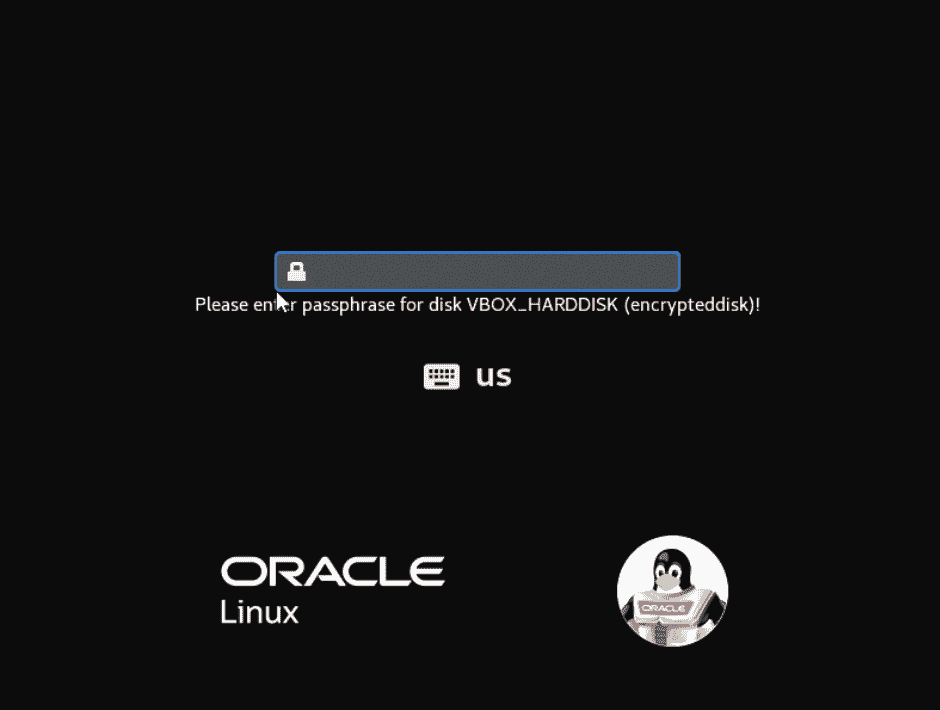 Please enter passphrase for disk VBOX_HARDDISK (encrypteddisk)!
us
ORACLE
Linux
ORACLE